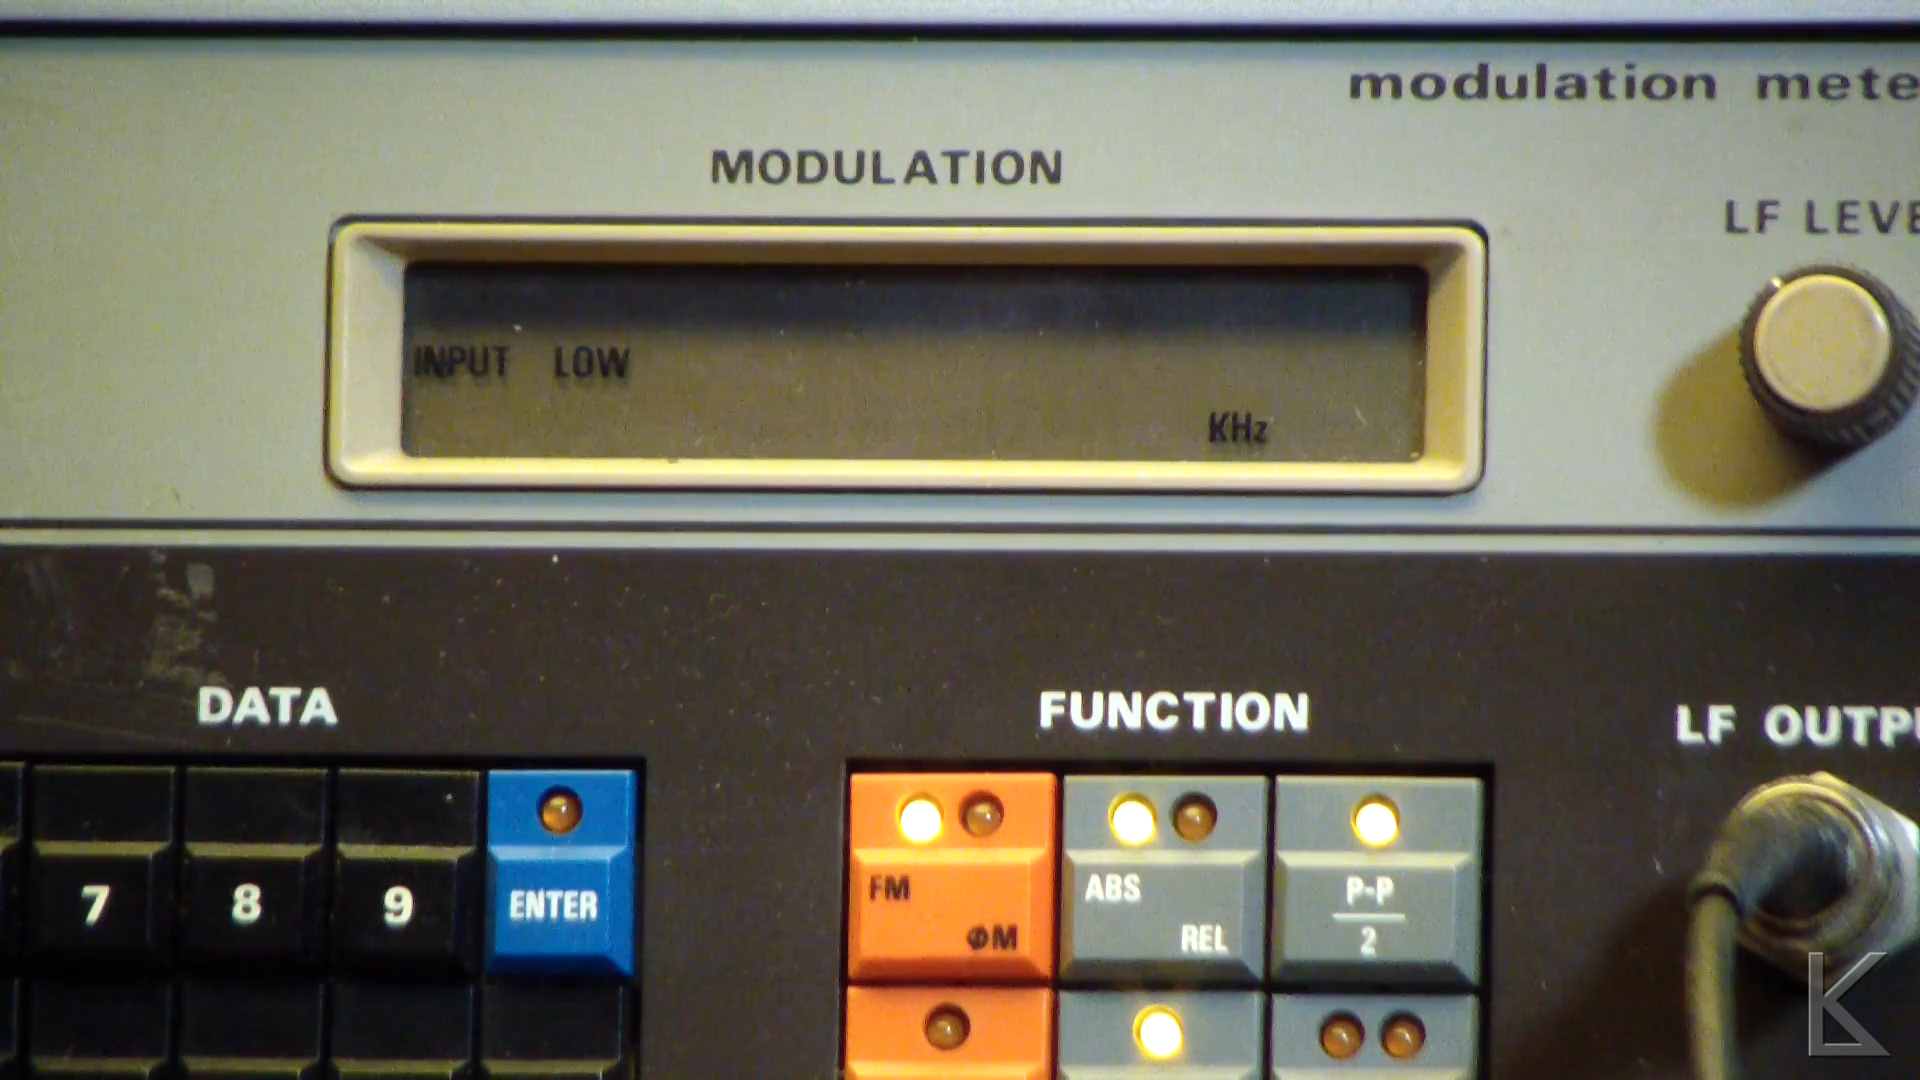 modulation mete
MODULATION
LF LEVE
INPUT LOW
KHz
DATA
FUNCTION
LF OUTPU
7
8
9
ENTER
FM
ΦM
ABS
REL
P-P
2